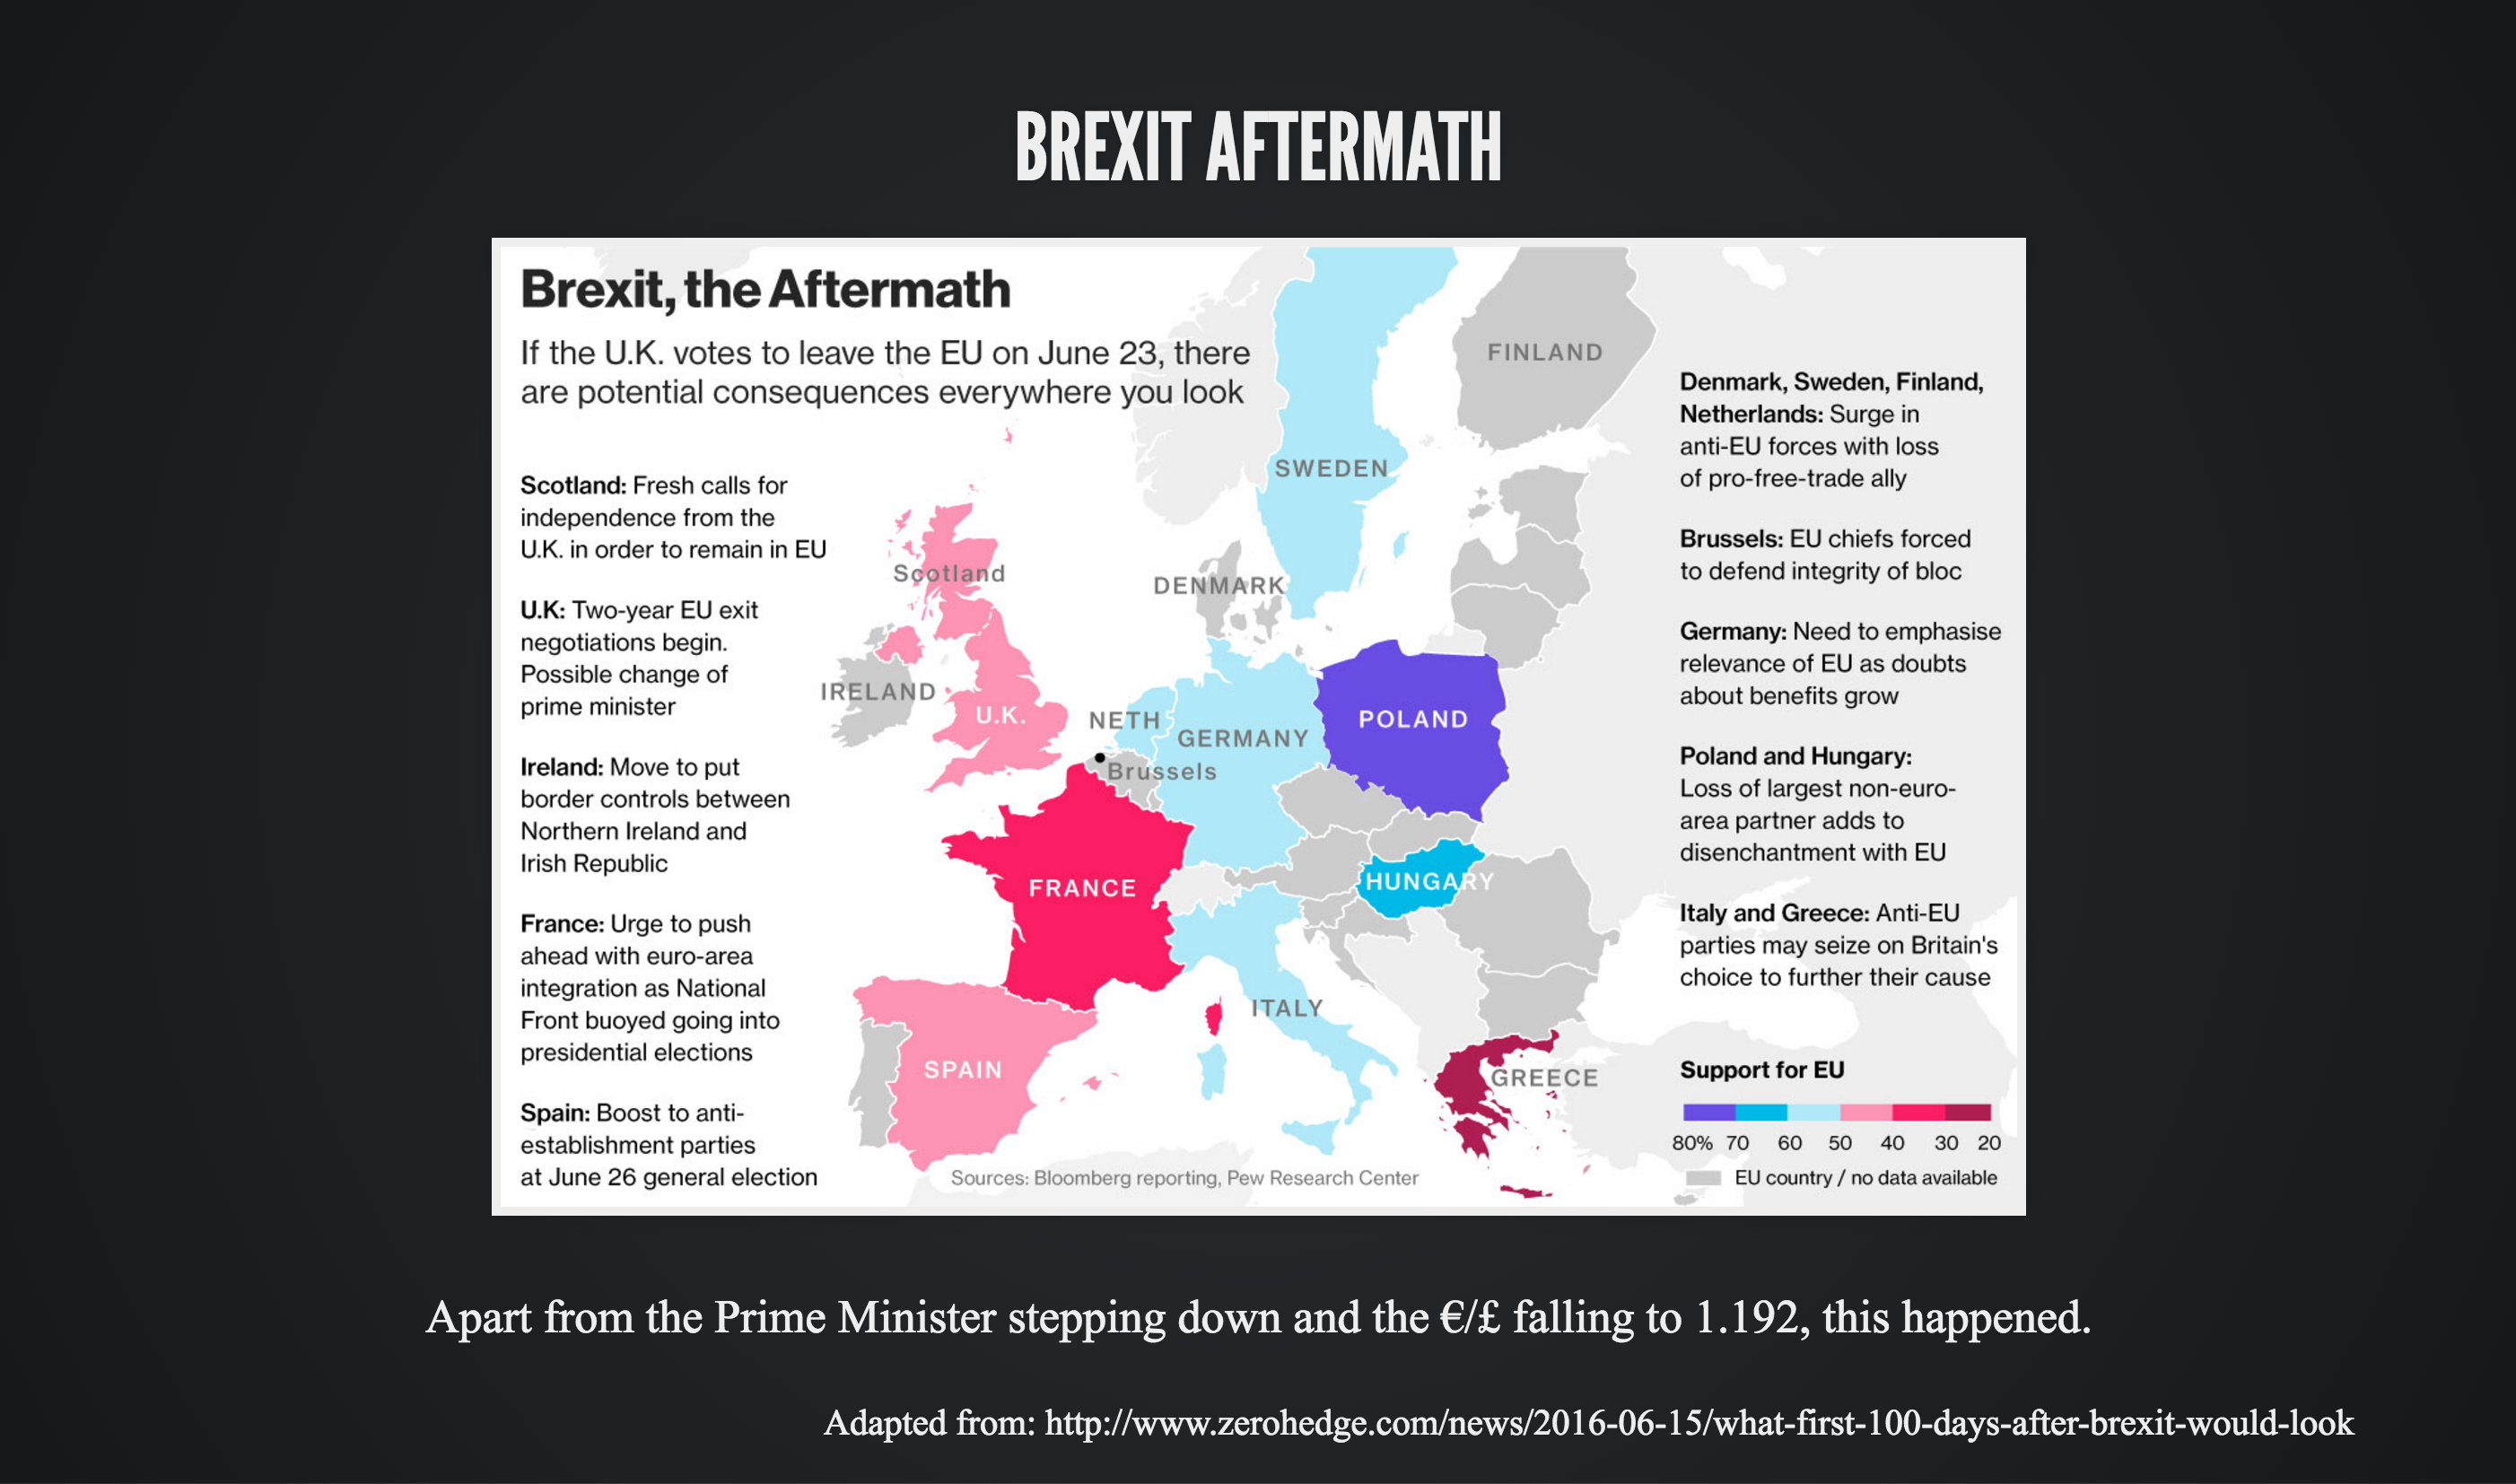 BREXIT AFTERMATH
Brexit, the Aftermath
If the U.K. votes to leave the EU on June 23, there
are potential consequences everywhere you look
Scotland: Fresh calls for
independence from the
U.K. in order to remain in EU
U.K: Two-year EU exit
negotiations begin.
Possible change of
prime minister
Ireland: Move to put
border controls between
Northern Ireland and
Irish Republic
France: Urge to push
ahead with euro-area
integration as National
Front buoyed going into
presidential elections
Spain: Boost to anti-
establishment parties
at June 26 general election
FINLAND
SWEDEN
Scotland
DENMARK
IRELAND
U.K.
NETH
GERMANY
POLAND
Brussels
FRANCE
HUNGARY
ITALY
SPAIN
GREECE
Sources: Bloomberg reporting, Pew Research Center
Denmark, Sweden, Finland,
Netherlands: Surge in
anti-EU forces with loss
of pro-free-trade ally
Brussels: EU chiefs forced
to defend integrity of bloc
Germany: Need to emphasise
relevance of EU as doubts
about benefits grow
Poland and Hungary:
Loss of largest non-euro-
area partner adds to
disenchantment with EU
Italy and Greece: Anti-EU
parties may seize on Britain's
choice to further their cause
Support for EU
80% 70 60 50 40 30 20
EU country / no data available
Apart from the Prime Minister stepping down and the €/£ falling to 1.192, this happened.
Adapted from: http://www.zerohedge.com/news/2016-06-15/what-first-100-days-after-brexit-would-look